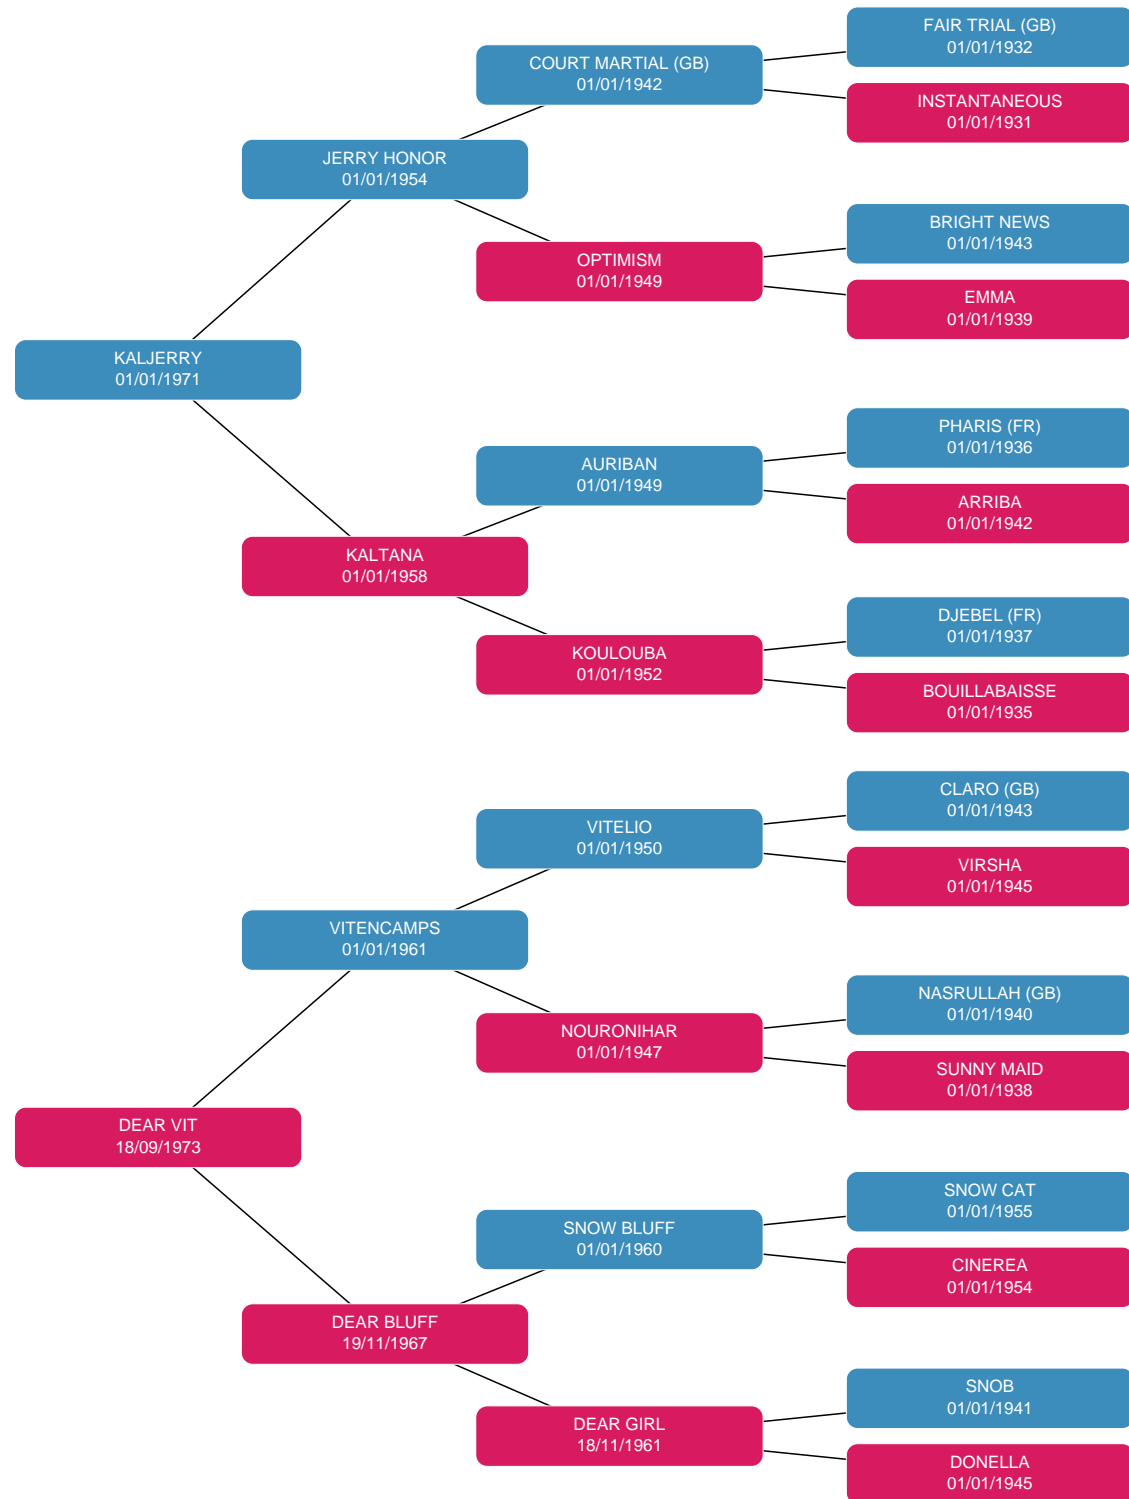 FAIR TRIAL (GB)
01/01/1932
COURT MARTIAL (GB)
01/01/1942
INSTANTANEOUS
01/01/1931
JERRY HONOR
01/01/1954
BRIGHT NEWS
01/01/1943
OPTIMISM
01/01/1949
EMMA
01/01/1939
KALJERRY
01/01/1971
PHARIS (FR)
01/01/1936
AURIBAN
01/01/1949
ARRIBA
01/01/1942
KALTANA
01/01/1958
DJEBEL (FR)
01/01/1937
KOULOUBA
01/01/1952
BOUILLABAISSE
01/01/1935
CLARO (GB)
01/01/1943
VITELIO
01/01/1950
VIRSHA
01/01/1945
VITENCAMPS
01/01/1961
NASRULLAH (GB)
01/01/1940
NOURONIHAR
01/01/1947
SUNNY MAID
01/01/1938
DEAR VIT
18/09/1973
SNOW CAT
01/01/1955
SNOW BLUFF
01/01/1960
CINEREA
01/01/1954
DEAR BLUFF
19/11/1967
SNOB
01/01/1941
DEAR GIRL
18/11/1961
DONELLA
01/01/1945